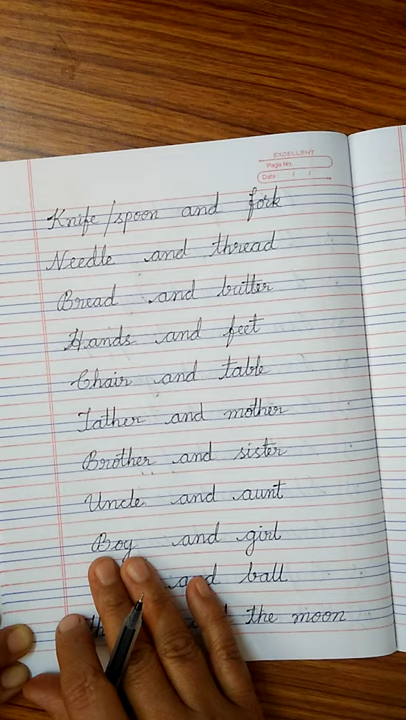 EXCELLENT
Page No.
Date / /
Knife/spoon and fork
Needle and thread
Bread and butter
Hands and feet
Chair and table
Father and mother
Brother and sister
Uncle and aunt
Boy and girl
and ball
the moon